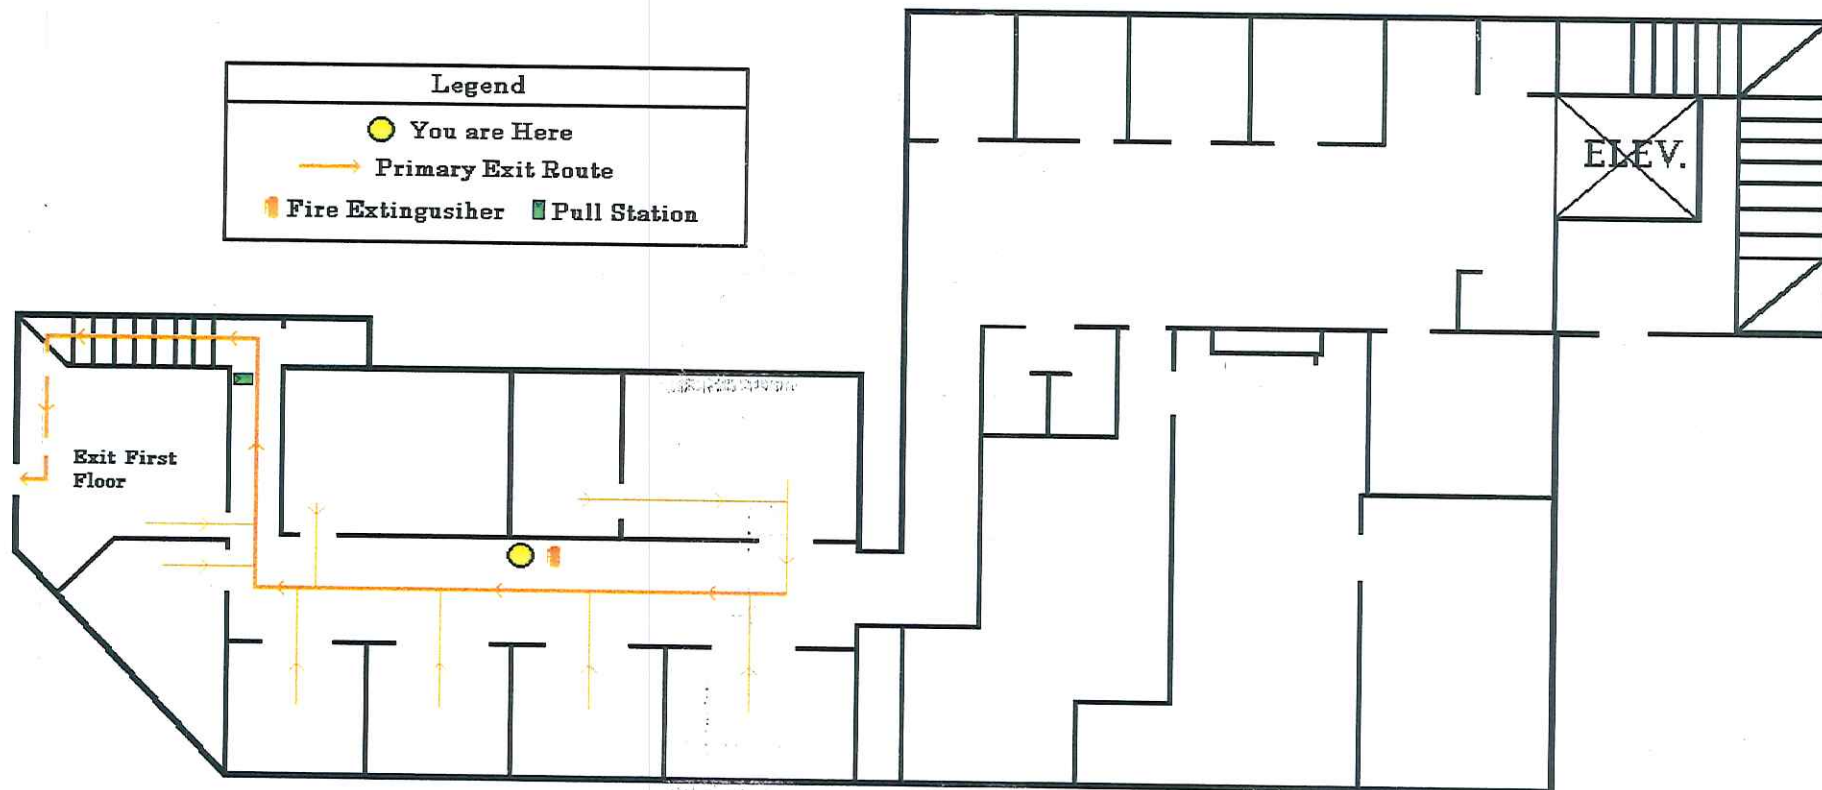 Legend
You are Here
Primary Exit Route
Fire Extingusiher Pull Station
ELEV.
Exit First
Floor